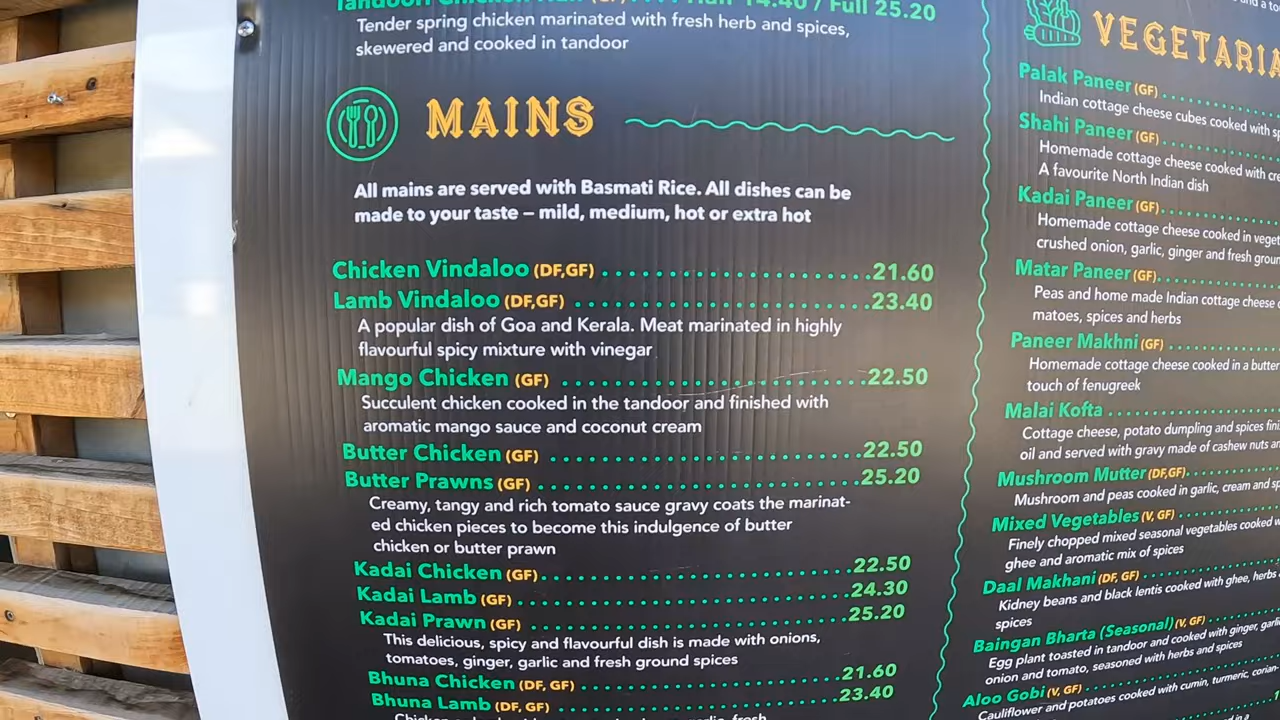 Tandoori Chicken Half / Full 25.20
Tender spring chicken marinated with fresh herb and spices,
skewered and cooked in tandoor
MAINS
All mains are served with Basmati Rice. All dishes can be
made to your taste – mild, medium, hot or extra hot
Chicken Vindaloo (DF,GF) ........................ 21.60
Lamb Vindaloo (DF,GF) ........................ 23.40
A popular dish of Goa and Kerala. Meat marinated in highly
flavourful spicy mixture with vinegar
Mango Chicken (GF) ........................ 22.50
Succulent chicken cooked in the tandoor and finished with
aromatic mango sauce and coconut cream
Butter Chicken (GF) ........................ 22.50
Butter Prawns (GF) ........................ 25.20
Creamy, tangy and rich tomato sauce gravy coats the marinat-
ed chicken pieces to become this indulgence of butter
chicken or butter prawn
Kadai Chicken (GF) ........................ 22.50
Kadai Lamb (GF) ........................ 24.30
Kadai Prawn (GF) ........................ 25.20
This delicious, spicy and flavourful dish is made with onions,
tomatoes, ginger, garlic and fresh ground spices
Bhuna Chicken (DF, GF) ........................ 21.60
Bhuna Lamb (DF, GF) ........................ 23.40
VEGETARIA
Palak Paneer (GF) ............
Indian cottage cheese cubes cooked with sp
Shahi Paneer (GF) ............
Homemade cottage cheese cooked with cre
A favourite North Indian dish
Kadai Paneer (GF) ............
Homemade cottage cheese cooked in veget
crushed onion, garlic, ginger and fresh groun
Matar Paneer (GF) ............
Peas and home made Indian cottage cheese
matoes, spices and herbs
Paneer Makhni (GF) ............
Homemade cottage cheese cooked in a butter
touch of fenugreek
Malai Kofta ............
Cottage cheese, potato dumpling and spices fini
oil and served with gravy made of cashew nuts an
Mushroom Mutter (DF,GF) ............
Mushroom and peas cooked in garlic, cream and sp
Mixed Vegetables (V, GF) ............
Finely chopped mixed seasonal vegetables cooked w
ghee and aromatic mix of spices
Daal Makhani (DF, GF) ............
Kidney beans and black lentis cooked with ghee, herbs
spices
Baingan Bharta (Seasonal) (V, GF) ............
Egg plant toasted in tandoor and cooked with ginger, garli
onion and tomato, seasoned with herbs and spices
Aloo Gobi (V, GF) ............
Cauliflower and potatoes cooked with cumin, turmeric, corian